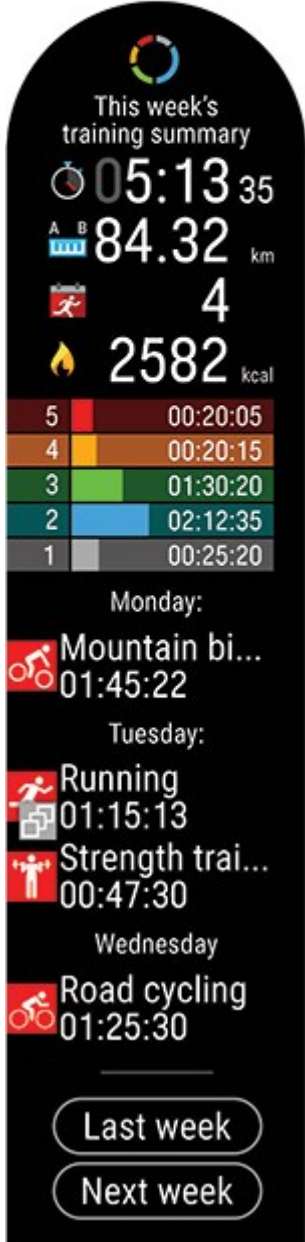 This week's
training summary
05:13 35
A B
84.32 km
4
2582 kcal
5 00:20:05
4 00:20:15
3 01:30:20
2 02:12:35
1 00:25:20
Monday:
Mountain bi...
01:45:22
Tuesday:
Running
01:15:13
Strength trai...
00:47:30
Wednesday
Road cycling
01:25:30
Last week
Next week